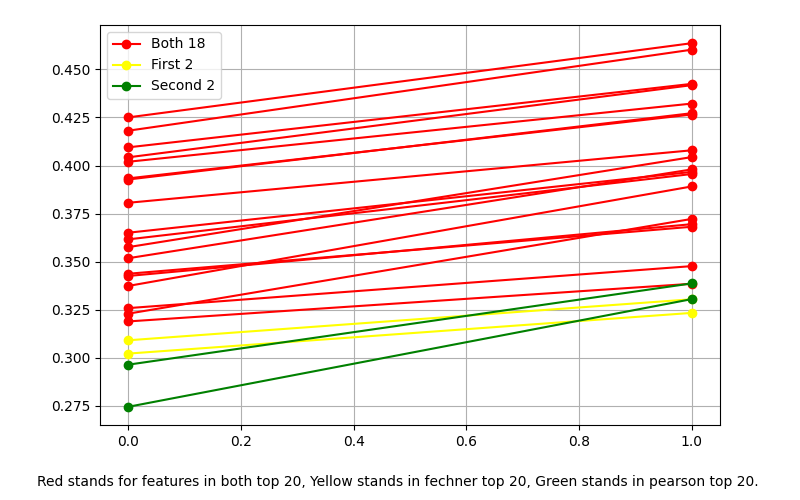 Both 18
First 2
Second 2
0.450
0.425
0.400
0.375
0.350
0.325
0.300
0.275
0.0 0.2 0.4 0.6 0.8 1.0
Red stands for features in both top 20, Yellow stands in fechner top 20, Green stands in pearson top 20.